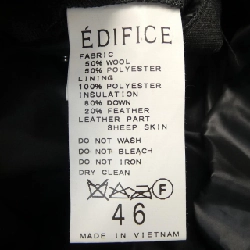 ÉDIFICE
FABRIC
50% WOOL
50% POLYESTER
LINING
100% POLYESTER
INSULATION
80% DOWN
20% FEATHER
LEATHER PART
SHEEP SKIN
DO NOT WASH
DO NOT BLEACH
DO NOT IRON
DRY CLEAN
F
46
MADE IN VIETNAM